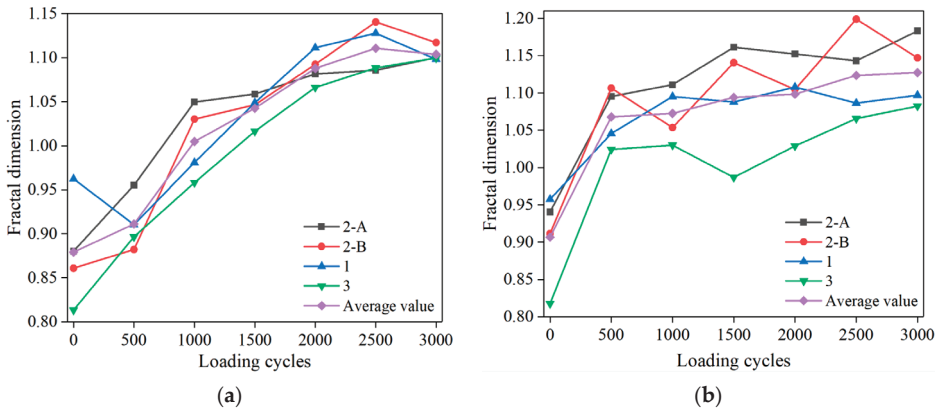 1.15
1.10
1.05
1.00
0.95
0.90
0.85
0.80
Fractal dimension
2-A
2-B
1
3
Average value
0 500 1000 1500 2000 2500 3000
Loading cycles
(a)
1.20
1.15
1.10
1.05
1.00
0.95
0.90
0.85
0.80
Fractal dimension
2-A
2-B
1
3
Average value
0 500 1000 1500 2000 2500 3000
Loading cycles
(b)